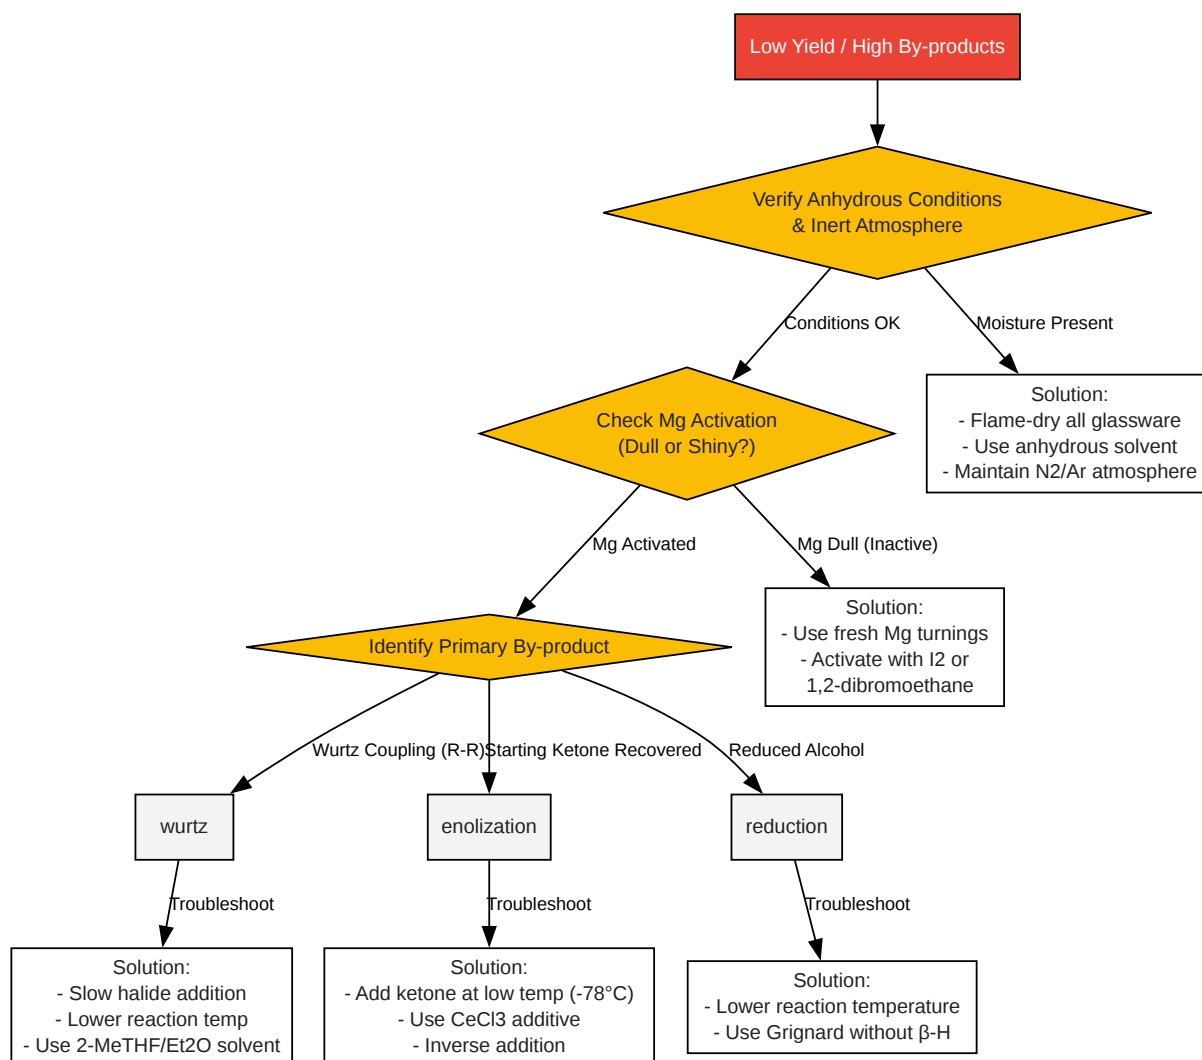 Low Yield / High By-products
Verify Anhydrous Conditions
& Inert Atmosphere
Conditions OK
Moisture Present
Check Mg Activation
(Dull or Shiny?)
Solution:
- Flame-dry all glassware
- Use anhydrous solvent
- Maintain N2/Ar atmosphere
Mg Activated
Mg Dull (Inactive)
Identify Primary By-product
Solution:
- Use fresh Mg turnings
- Activate with I2 or
1,2-dibromoethane
Wurtz Coupling (R-R)
Starting Ketone Recovered
Reduced Alcohol
wurtz
enolization
reduction
Troubleshoot
Troubleshoot
Troubleshoot
Solution:
- Slow halide addition
- Lower reaction temp
- Use 2-MeTHF/Et2O solvent
Solution:
- Add ketone at low temp (-78°C)
- Use CeCl3 additive
- Inverse addition
Solution:
- Lower reaction temperature
- Use Grignard without β-H